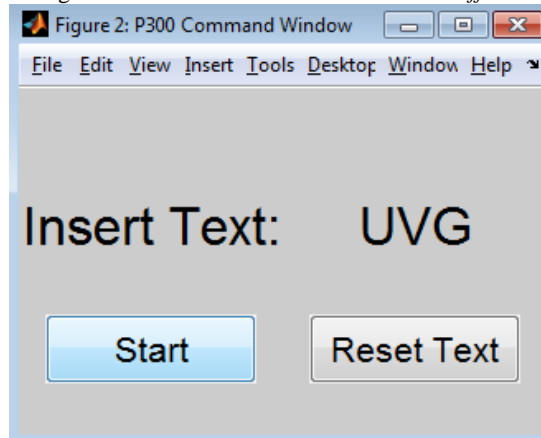 Figure 2: P300 Command Window
File Edit View Insert Tools Desktop Window Help
Insert Text: UVG
Start Reset Text